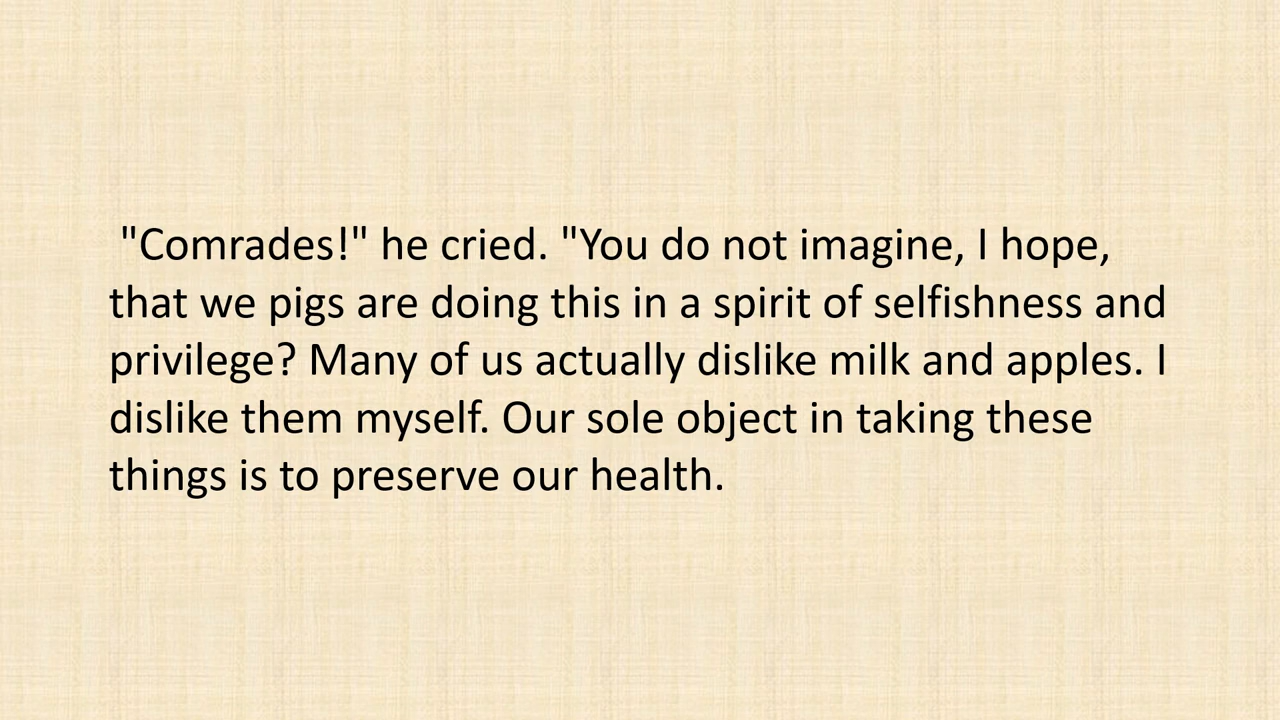 "Comrades!" he cried. "You do not imagine, I hope,
that we pigs are doing this in a spirit of selfishness and
privilege? Many of us actually dislike milk and apples. I
dislike them myself. Our sole object in taking these
things is to preserve our health.